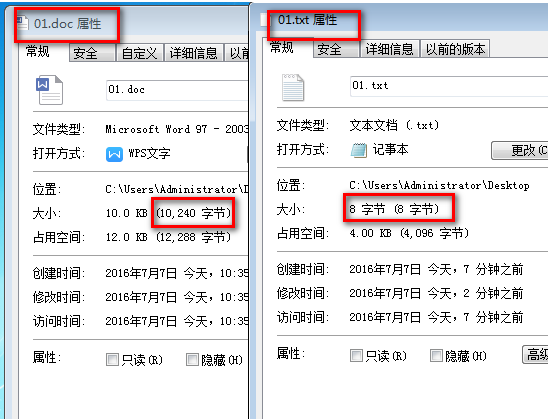 01.doc 属性
常规 安全 自定义 详细信息 以前
01.doc
文件类型: Microsoft Word 97 - 2003
打开方式: WPS文字
位置: C:\Users\Administrator\D
大小: 10.0 KB (10,240 字节)
占用空间: 12.0 KB (12,288 字节)
创建时间: 2016年7月7日 今天，10:35
修改时间: 2016年7月7日 今天，10:35
访问时间: 2016年7月7日 今天，10:35
属性: 只读(R) 隐藏(H)
01.txt 属性
常规 安全 详细信息 以前的版本
01.txt
文件类型: 文本文档 (.txt)
打开方式: 记事本 更改(C)
位置: C:\Users\Administrator\Desktop
大小: 8 字节 (8 字节)
占用空间: 4.00 KB (4,096 字节)
创建时间: 2016年7月7日 今天，7 分钟之前
修改时间: 2016年7月7日 今天，2 分钟之前
访问时间: 2016年7月7日 今天，7 分钟之前
属性: 只读(R) 隐藏(H) 高级